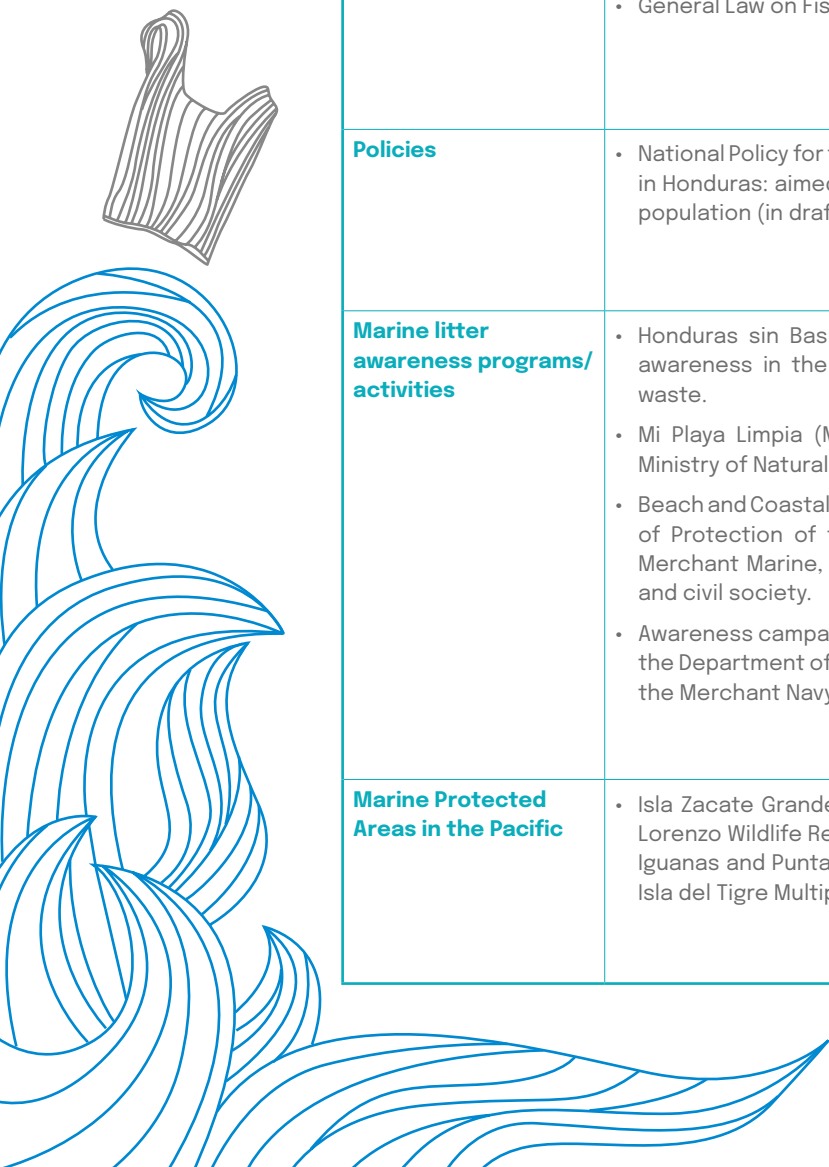 • General Law on Fis
Policies
• National Policy for
in Honduras: aimed
population (in draf
Marine litter
awareness programs/
activities
• Honduras sin Bas
awareness in the
waste.
• Mi Playa Limpia (M
Ministry of Natural
• Beach and Coastal
of Protection of
Merchant Marine,
and civil society.
• Awareness campa
the Department of
the Merchant Navy
Marine Protected
Areas in the Pacific
• Isla Zacate Grande
Lorenzo Wildlife Re
Iguanas and Punta
Isla del Tigre Multip